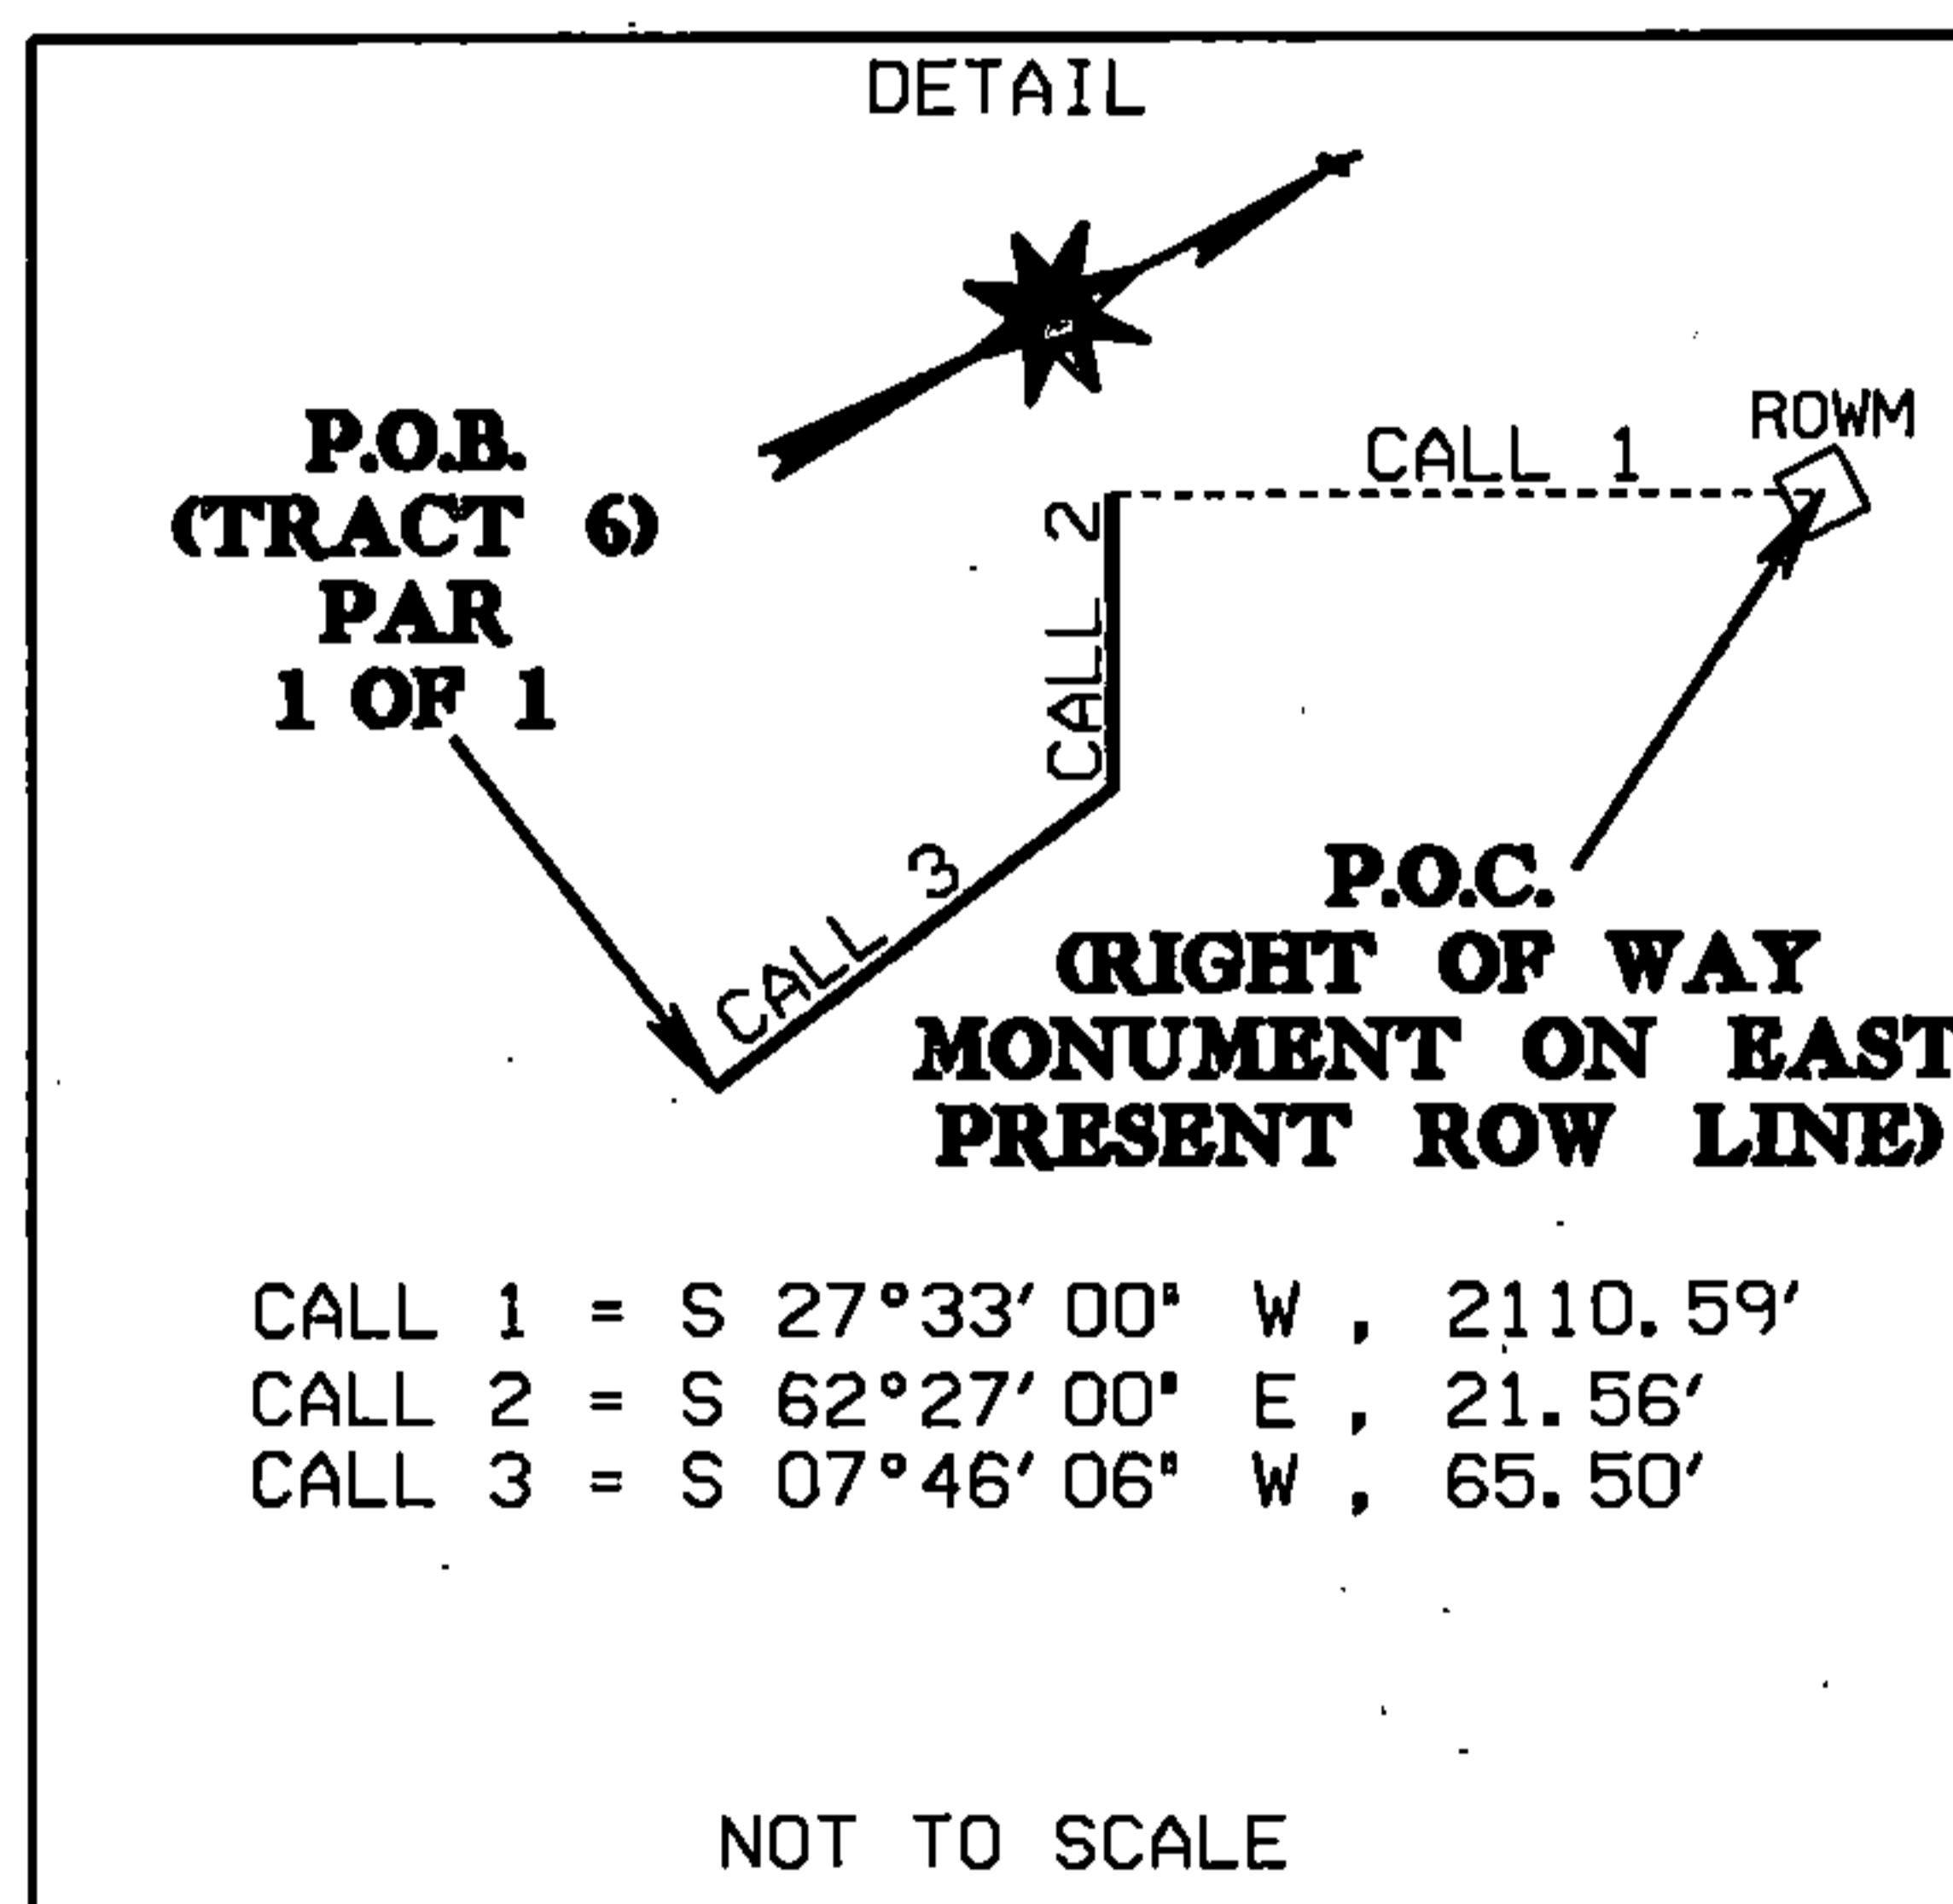 DETAIL
P.O.B.
(TRACT 6)
PAR
1 OF 1
CALL 1
ROWM
CALL 2
CALL 3
P.O.C.
(RIGHT OF WAY
MONUMENT ON EAST
PRESENT ROW LINE)
CALL 1 = S 27°33'00" W , 2110.59'
CALL 2 = S 62°27'00" E , 21.56'
CALL 3 = S 07°46'06" W , 65.50'
NOT TO SCALE